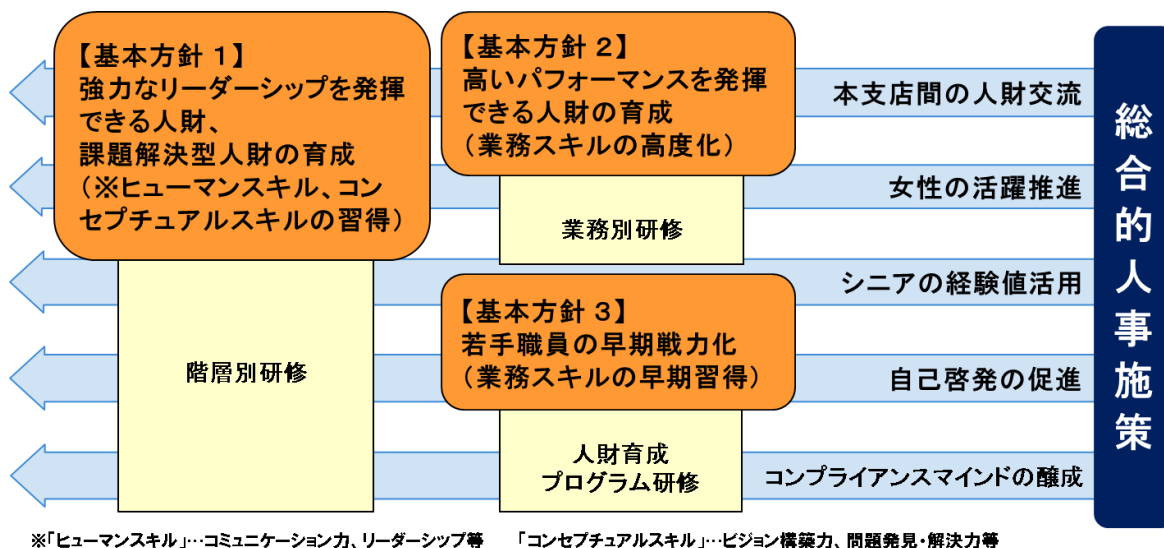 【基本方針 1】
強力なリーダーシップを発揮
できる人財、
課題解決型人財の育成
(※ヒューマンスキル、コン
セプチュアルスキルの習得)
階層別研修
【基本方針 2】
高いパフォーマンスを発揮
できる人財の育成
(業務スキルの高度化)
業務別研修
【基本方針 3】
若手職員の早期戦力化
(業務スキルの早期習得)
人財育成
プログラム研修
本支店間の人財交流
女性の活躍推進
シニアの経験値活用
自己啓発の促進
コンプライアンスマインドの醸成
総合的人事施策
※「ヒューマンスキル」…コミュニケーション力、リーダーシップ等 「コンセプチュアルスキル」…ビジョン構築力、問題発見・解決力等